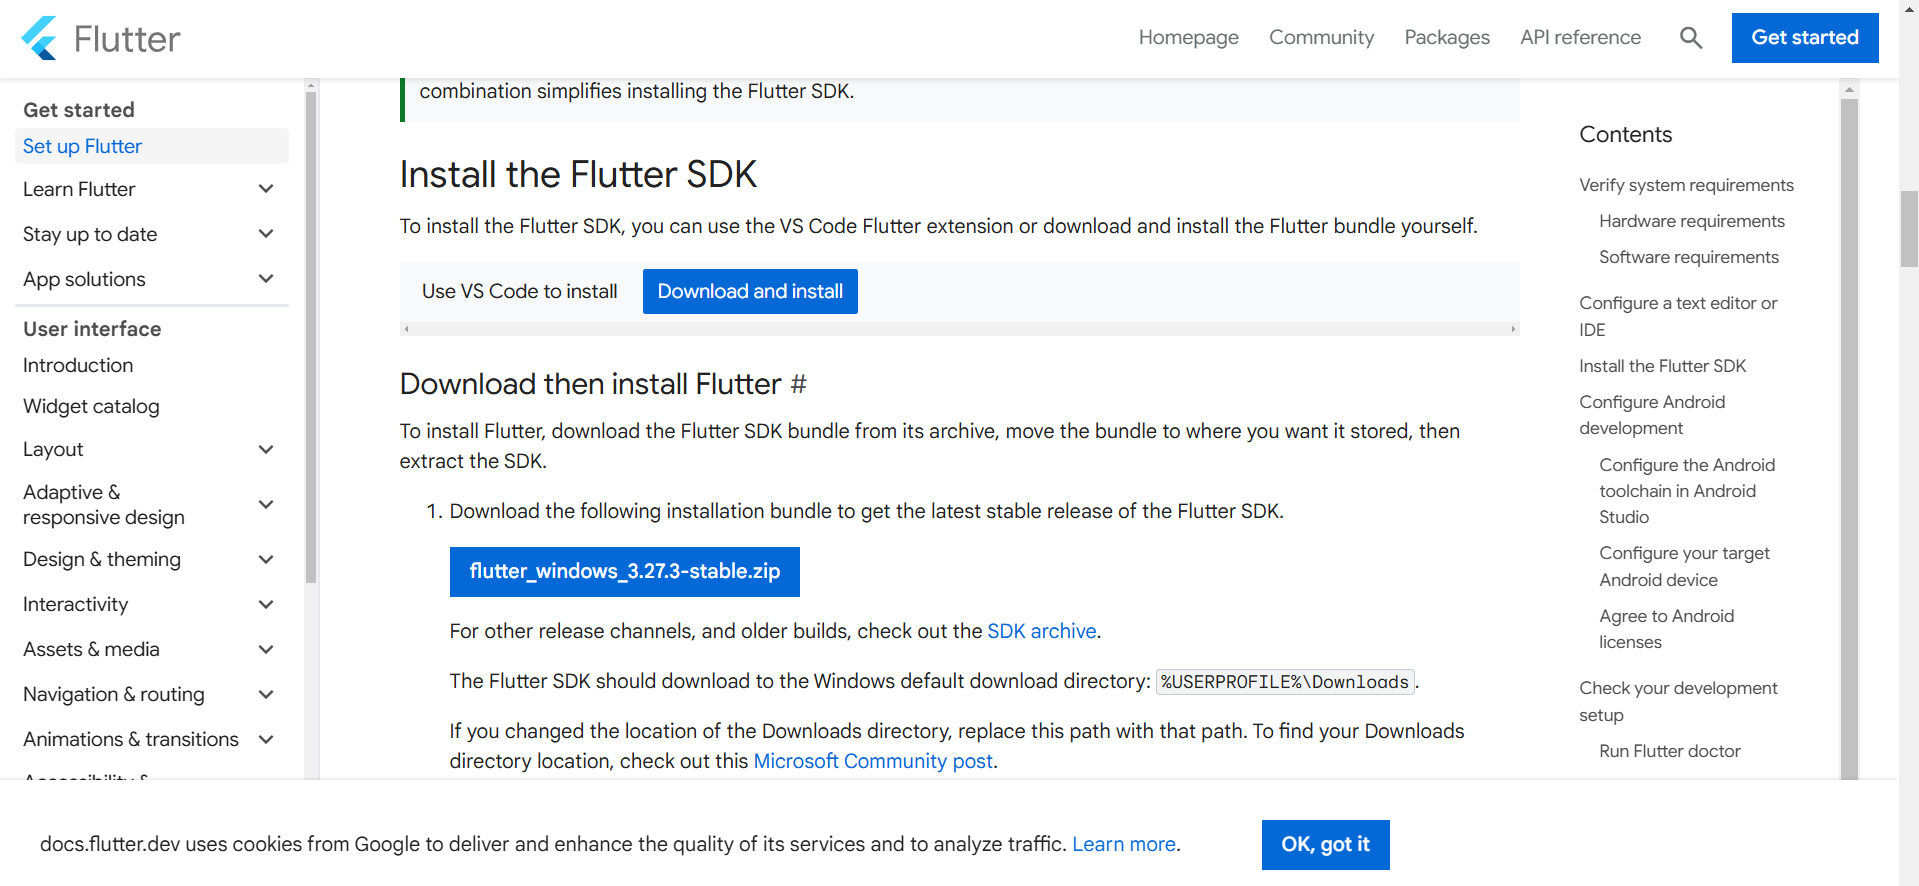 Flutter
Homepage
Community
Packages
API reference
Get started
Get started
Set up Flutter
Learn Flutter
Stay up to date
App solutions
User interface
Introduction
Widget catalog
Layout
Adaptive &
responsive design
Design & theming
Interactivity
Assets & media
Navigation & routing
Animations & transitions
Accessibility &
combination simplifies installing the Flutter SDK.
Install the Flutter SDK
To install the Flutter SDK, you can use the VS Code Flutter extension or download and install the Flutter bundle yourself.
Use VS Code to install
Download and install
Download then install Flutter #
To install Flutter, download the Flutter SDK bundle from its archive, move the bundle to where you want it stored, then
extract the SDK.
1. Download the following installation bundle to get the latest stable release of the Flutter SDK.
flutter_windows_3.27.3-stable.zip
For other release channels, and older builds, check out the SDK archive.
The Flutter SDK should download to the Windows default download directory: %USERPROFILE%\Downloads.
If you changed the location of the Downloads directory, replace this path with that path. To find your Downloads
directory location, check out this Microsoft Community post.
Contents
Verify system requirements
Hardware requirements
Software requirements
Configure a text editor or
IDE
Install the Flutter SDK
Configure Android
development
Configure the Android
toolchain in Android
Studio
Configure your target
Android device
Agree to Android
licenses
Check your development
setup
Run Flutter doctor
docs.flutter.dev uses cookies from Google to deliver and enhance the quality of its services and to analyze traffic. Learn more.
OK, got it